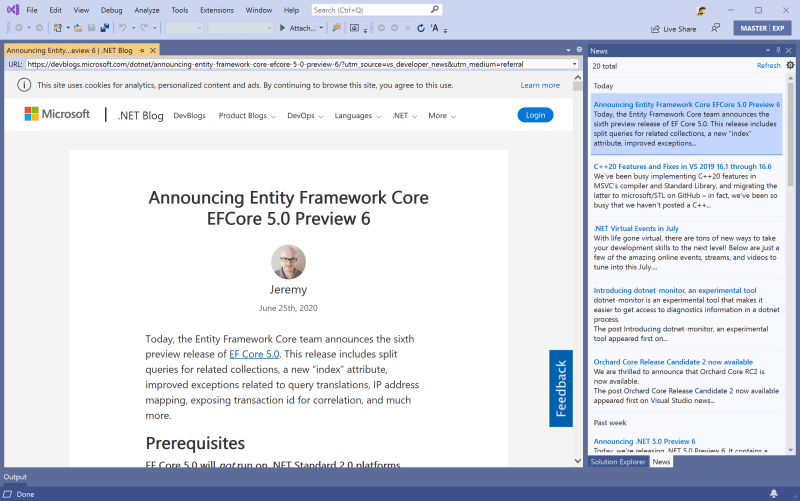 File Edit View Debug Analyze Tools Extensions Window Help Search (Ctrl+Q)
Attach... Live Share MASTER | EXP
Announcing Entity...eview 6 | .NET Blog
URL: https://devblogs.microsoft.com/dotnet/announcing-entity-framework-core-efcore-5-0-preview-6/?utm_source=vs_developer_news&utm_medium=referral
This site uses cookies for analytics, personalized content and ads. By continuing to browse this site, you agree to this use. Learn more
Microsoft | .NET Blog DevBlogs Product Blogs DevOps Languages .NET More Login
Announcing Entity Framework Core
EFCore 5.0 Preview 6
Jeremy
June 25th, 2020
Today, the Entity Framework Core team announces the sixth
preview release of EF Core 5.0. This release includes split
queries for related collections, a new “index” attribute,
improved exceptions related to query translations, IP address
mapping, exposing transaction id for correlation, and much
more.
Prerequisites
EF Core 5.0 will not run on .NET Standard 2.0 platforms
Feedback
News
20 total Refresh
Today
Announcing Entity Framework Core EFCore 5.0 Preview 6
Today, the Entity Framework Core team announces the
sixth preview release of EF Core 5.0. This release includes
split queries for related collections, a new “index”
attribute, improved exceptions...
C++20 Features and Fixes in VS 2019 16.1 through 16.6
We've been busy implementing C++20 features in
MSVC's compiler and Standard Library, and migrating the
latter to microsoft/STL on GitHub – in fact, we've been so
busy that we haven't posted a C++...
.NET Virtual Events in July
With life gone virtual, there are tons of new ways to take
your development skills to the next level! Below are just a
few of the amazing online events, streams, and videos to
tune into this July....
Introducing dotnet-monitor, an experimental tool
dotnet-monitor is an experimental tool that makes it
easier to get access to diagnostics information in a dotnet
process.
The post Introducing dotnet-monitor, an experimental
tool appeared first on...
Orchard Core Release Candidate 2 now available
We are thrilled to announce that Orchard Core RC2 is
now available.
The post Orchard Core Release Candidate 2 now available
appeared first on Visual Studio news...
Past week
Announcing .NET 5.0 Preview 6
Today, we're releasing .NET 5.0 Preview 6. It contains a
Solution Explorer News
Output
Done